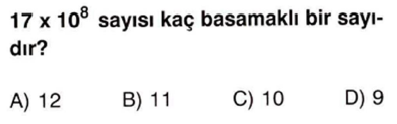 17 x 10⁸ sayısı kaç basamaklı bir sayı-
dır?
A) 12 B) 11 C) 10 D) 9